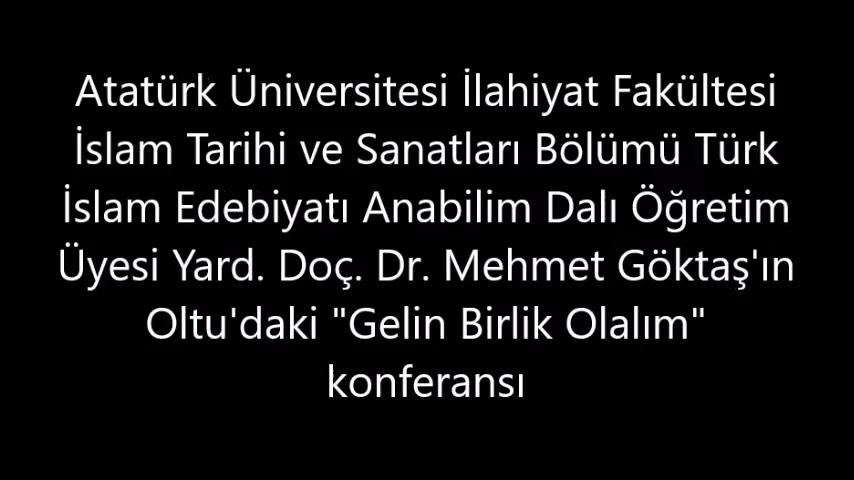 Atatürk Üniversitesi İlahiyat Fakültesi
İslam Tarihi ve Sanatları Bölümü Türk
İslam Edebiyatı Anabilim Dalı Öğretim
Üyesi Yard. Doç. Dr. Mehmet Göktaş'ın
Oltu'daki "Gelin Birlik Olalım"
konferansı